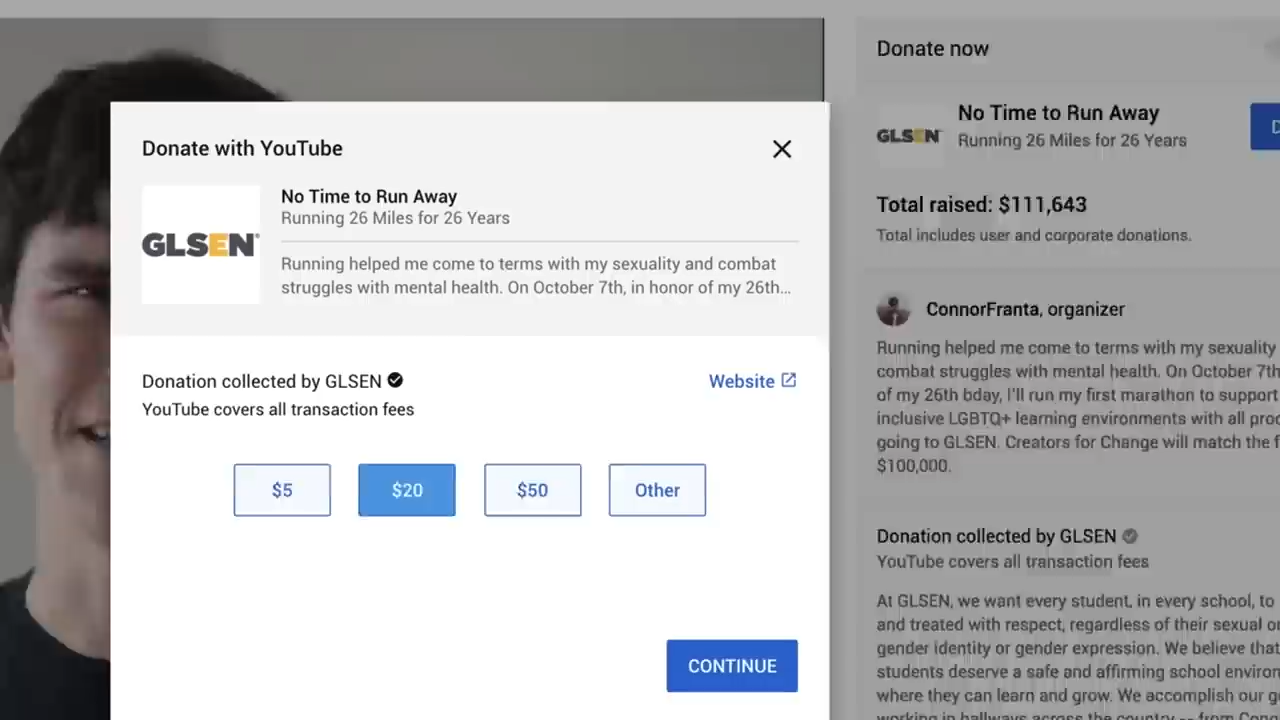 Donate with YouTube
GLSEN
No Time to Run Away
Running 26 Miles for 26 Years
Running helped me come to terms with my sexuality and combat
struggles with mental health. On October 7th, in honor of my 26th...
Donation collected by GLSEN
Website
YouTube covers all transaction fees
$5
$20
$50
Other
CONTINUE
Donate now
GLSEN
No Time to Run Away
Running 26 Miles for 26 Years
Total raised: $111,643
Total includes user and corporate donations.
ConnorFranta, organizer
Running helped me come to terms with my sexuality
combat struggles with mental health. On October 7th
of my 26th bday, I'll run my first marathon to support
inclusive LGBTQ+ learning environments with all
going to GLSEN. Creators for Change will match the
$100,000.
Donation collected by GLSEN
YouTube covers all transaction fees
At GLSEN, we want every student, in every school, to
and treated with respect, regardless of their sexual
gender identity or gender expression. We believe that
students deserve a safe and affirming school
where they can learn and grow. We accomplish our
working in hallways across the country -- from